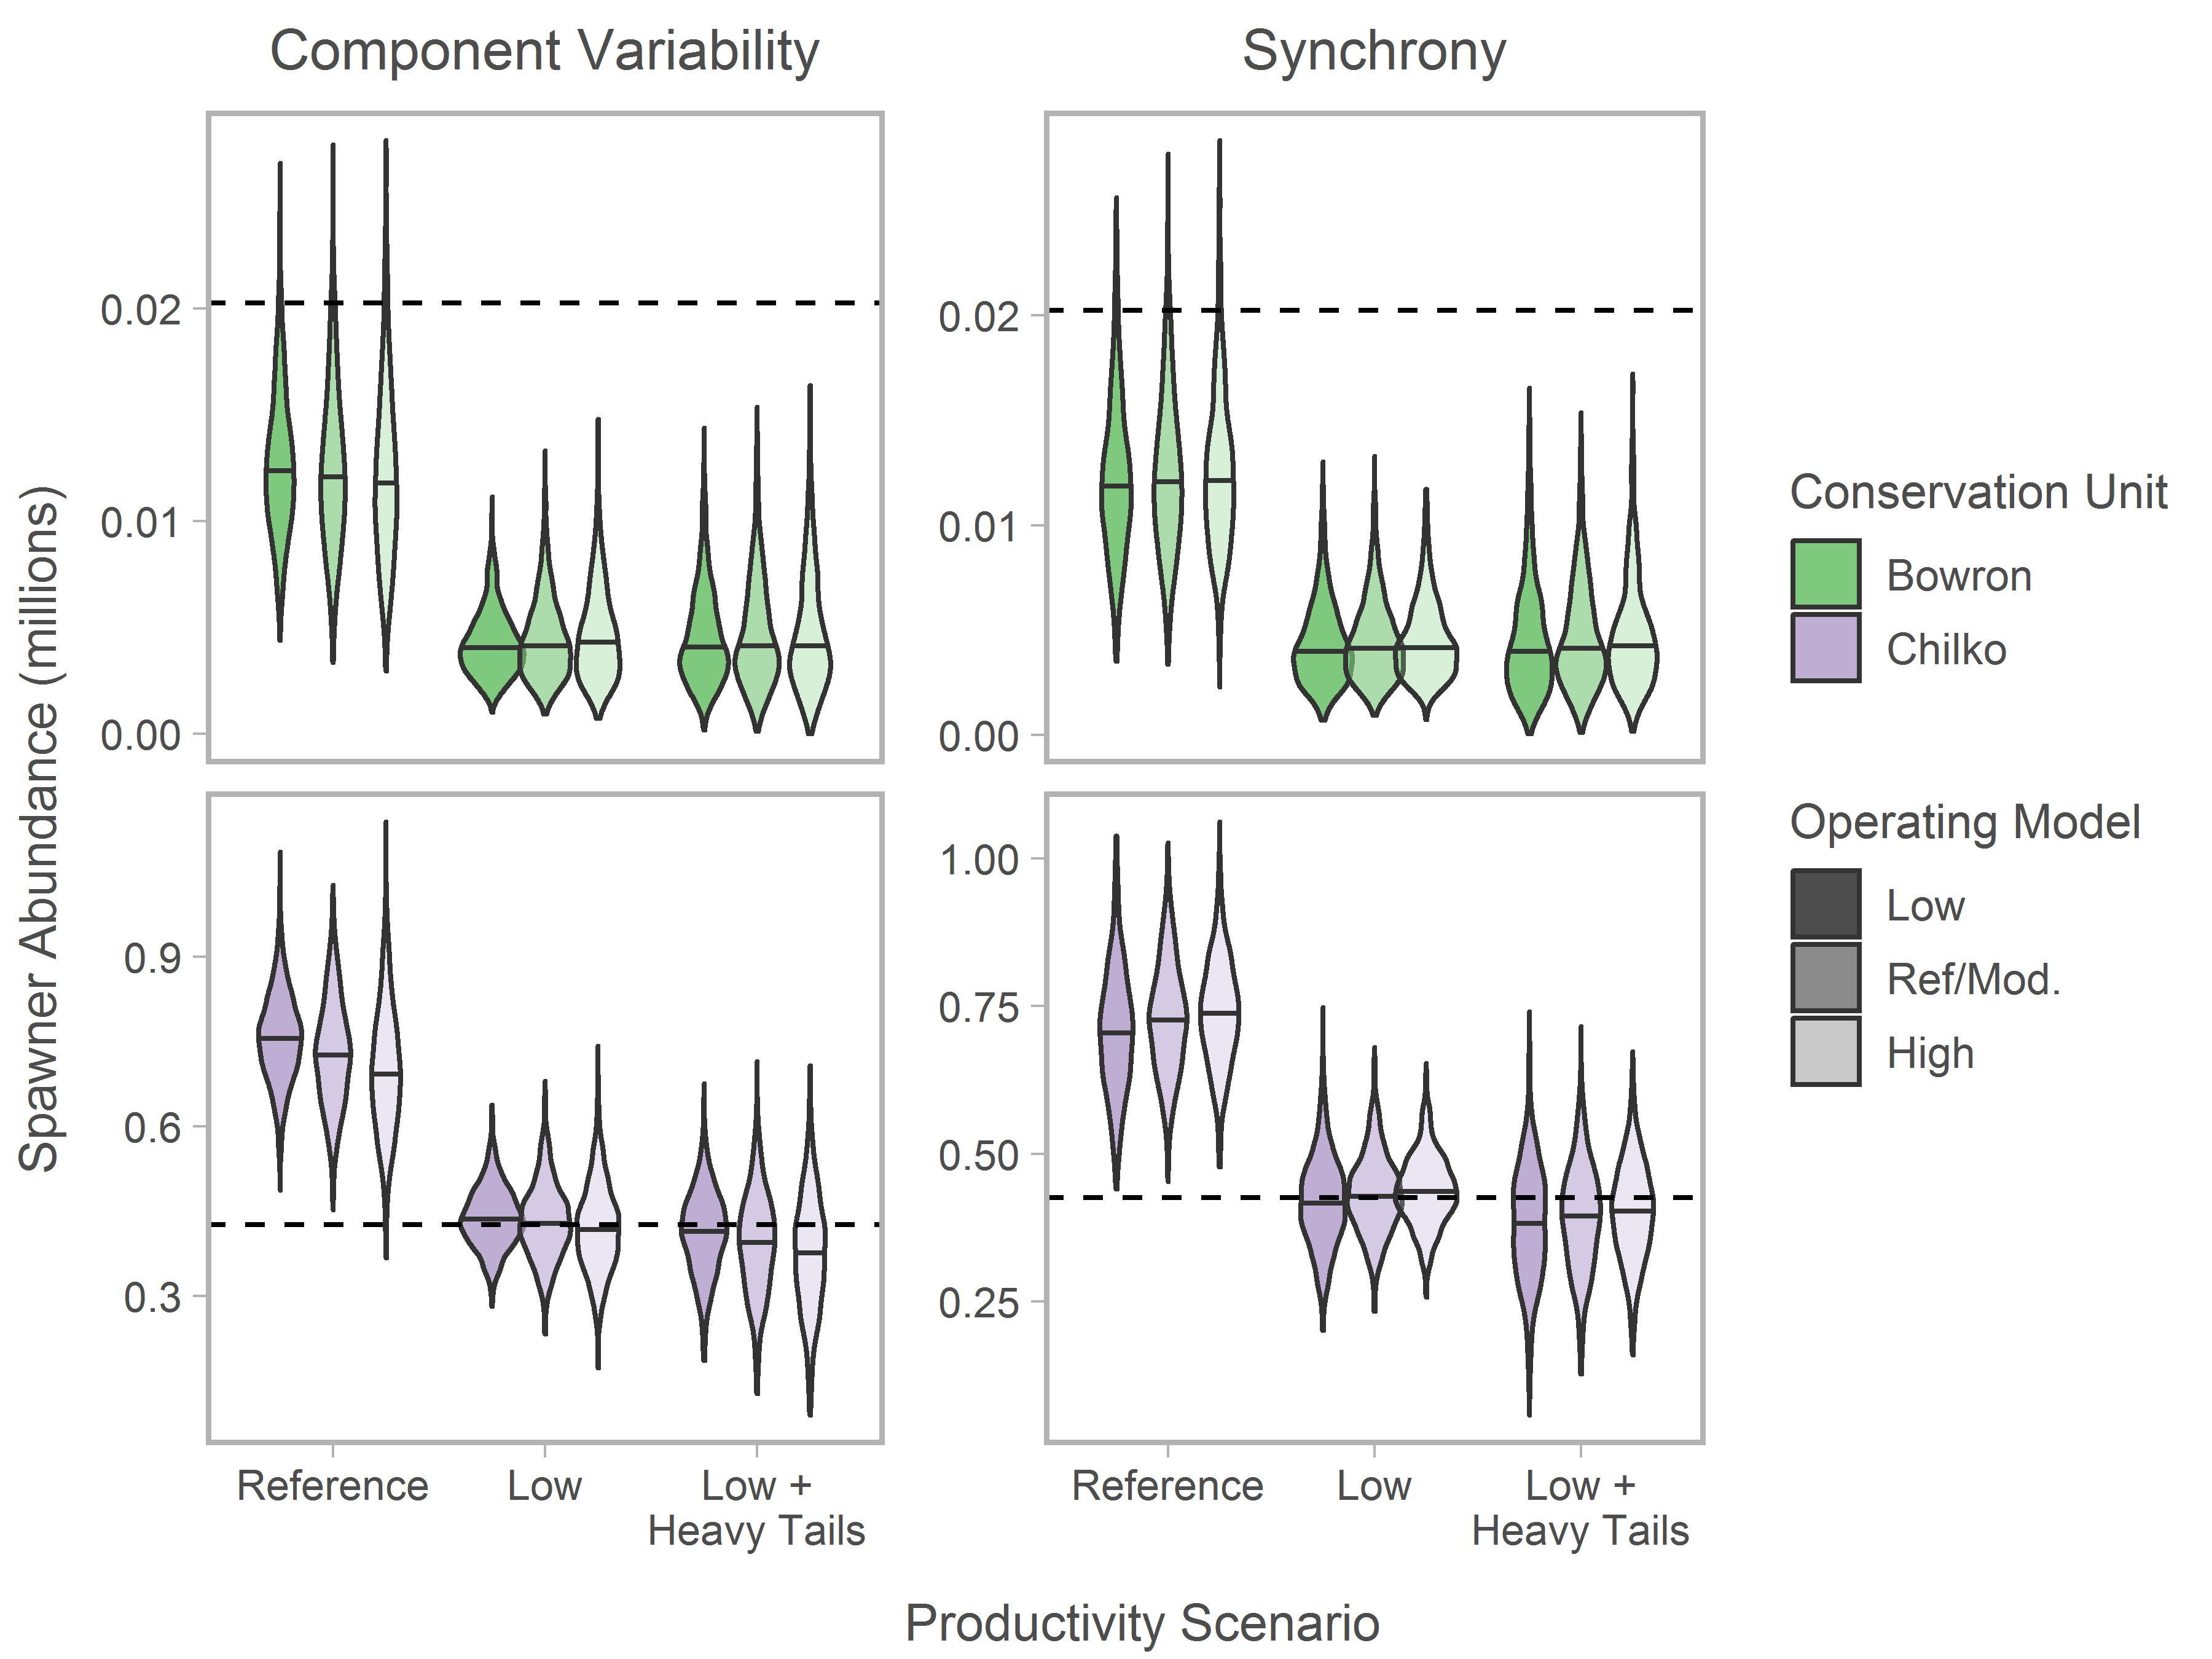 Component Variability
Synchrony
Spawner Abundance (millions)
0.02
0.01
0.00
0.02
0.01
0.00
0.9
0.6
0.3
1.00
0.75
0.50
0.25
Reference
Low
Low +
Heavy Tails
Reference
Low
Low +
Heavy Tails
Productivity Scenario
Conservation Unit
Bowron
Chilko
Operating Model
Low
Ref/Mod.
High